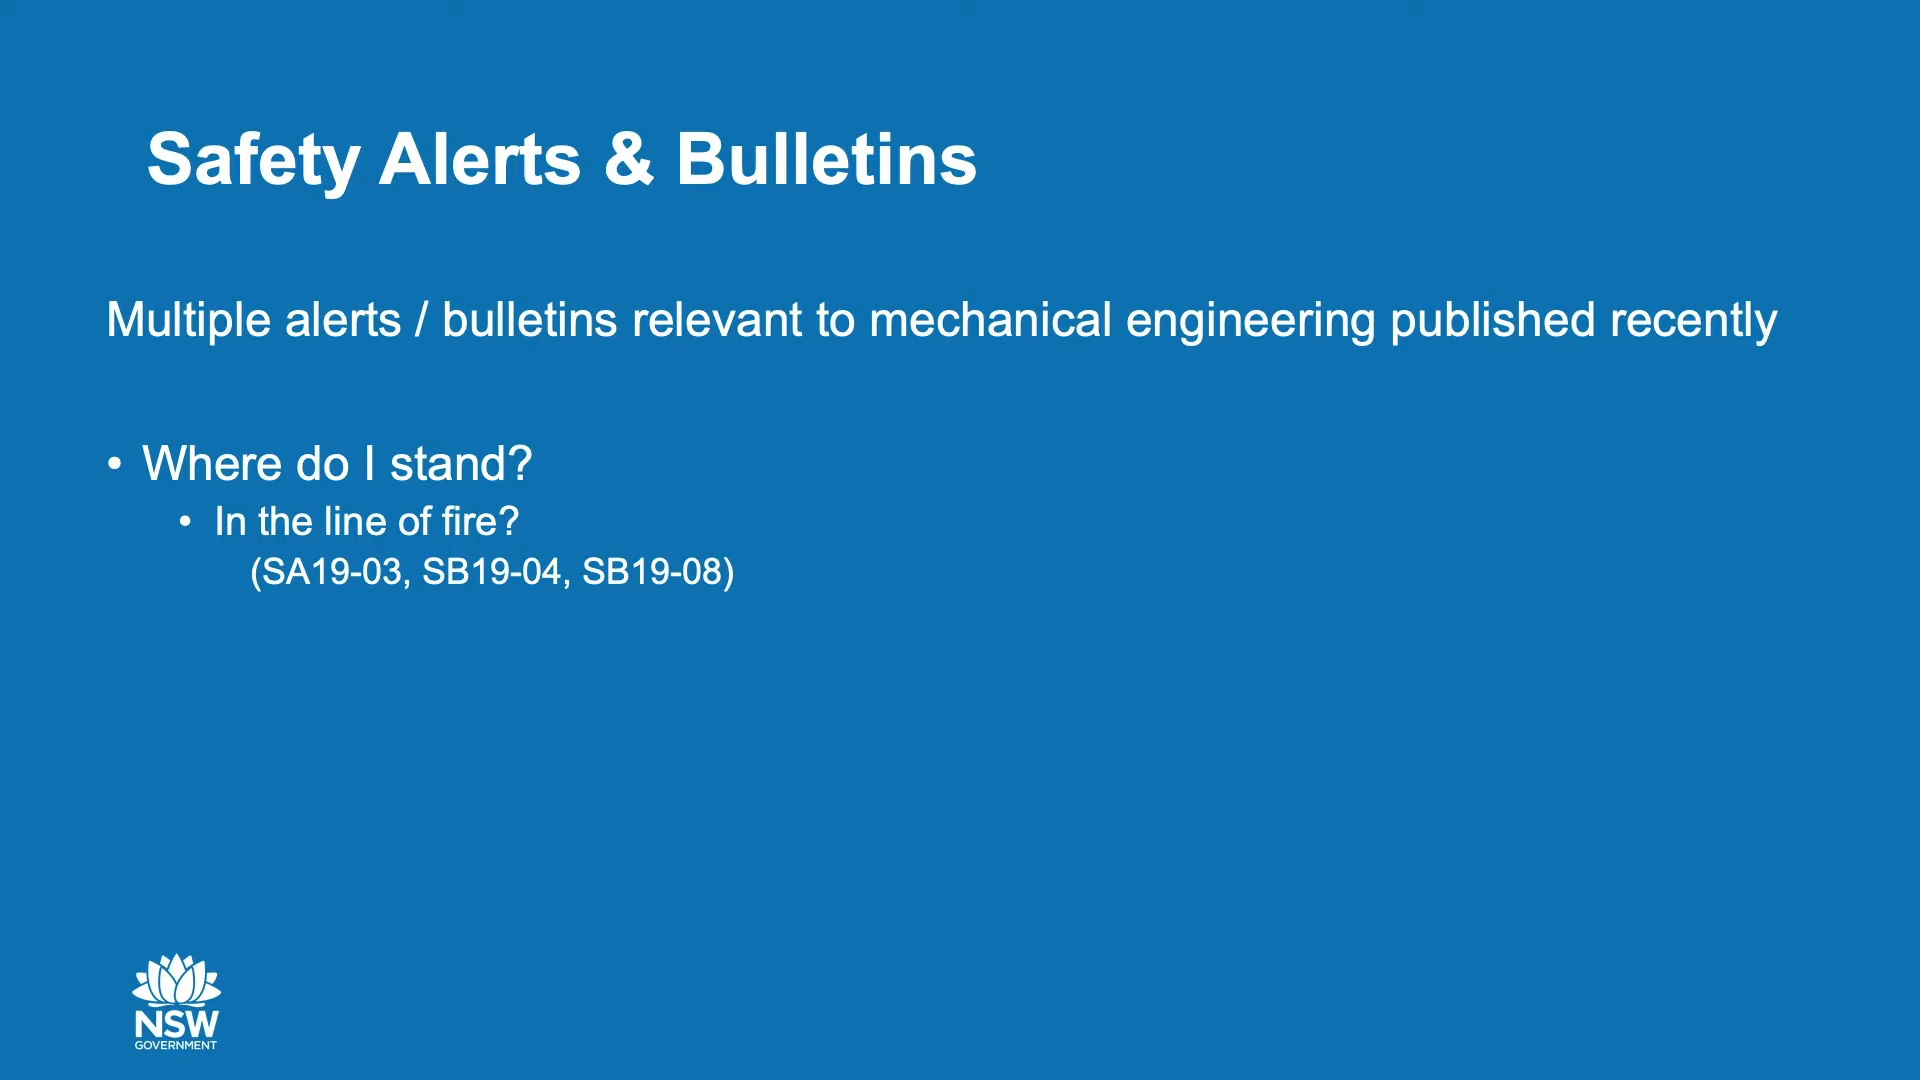 Safety Alerts & Bulletins
Multiple alerts / bulletins relevant to mechanical engineering published recently
• Where do I stand?
• In the line of fire?
(SA19-03, SB19-04, SB19-08)
NSW
GOVERNMENT